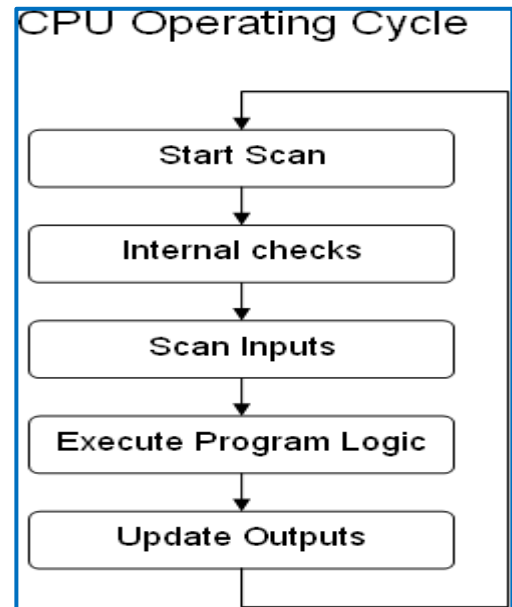 CPU Operating Cycle
Start Scan
Internal checks
Scan Inputs
Execute Program Logic
Update Outputs